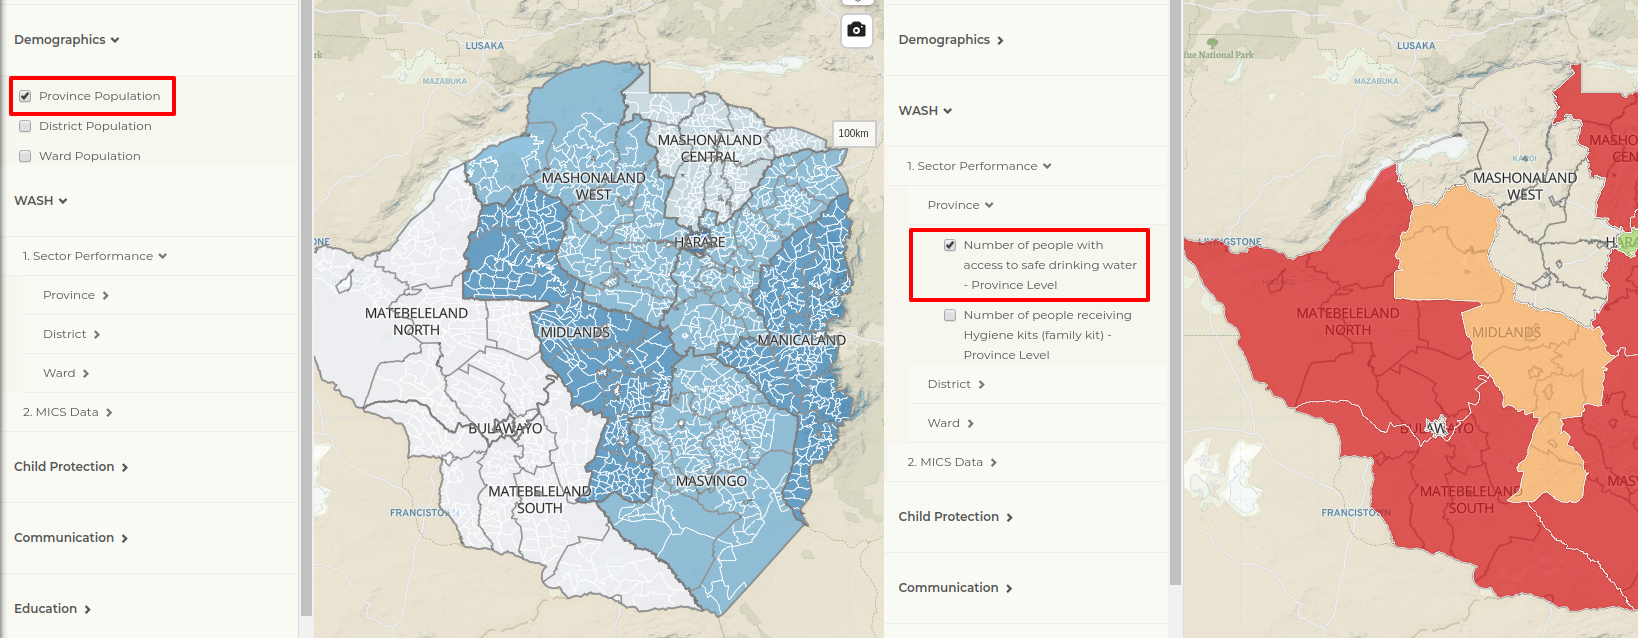 Demographics
Province Population
District Population
Ward Population
WASH
1. Sector Performance
Province
District
Ward
2. MICS Data
Child Protection
Communication
Education
LUSAKA
MAZABUKA
100km
MASHONALAND
CENTRAL
MASHONALAND
WEST
HARARE
MATEBELELAND
NORTH
MIDLANDS
MANICALAND
BULAWAYO
MASVINGO
MATEBELELAND
SOUTH
Demographics
WASH
1. Sector Performance
Province
Number of people with
access to safe drinking water
- Province Level
Number of people receiving
Hygiene kits (family kit) -
Province Level
District
Ward
2. MICS Data
Child Protection
Communication
fue National Park
LUSAKA
MAZABUKA
MASHO
CEN
MASHONALAND
WEST
LIVINGSTONE
HARA
MATEBELELAND
NORTH
MIDLANDS
BULAWAYO
MATEBELELAND
SOUTH
MAS
FRANCISTOWN